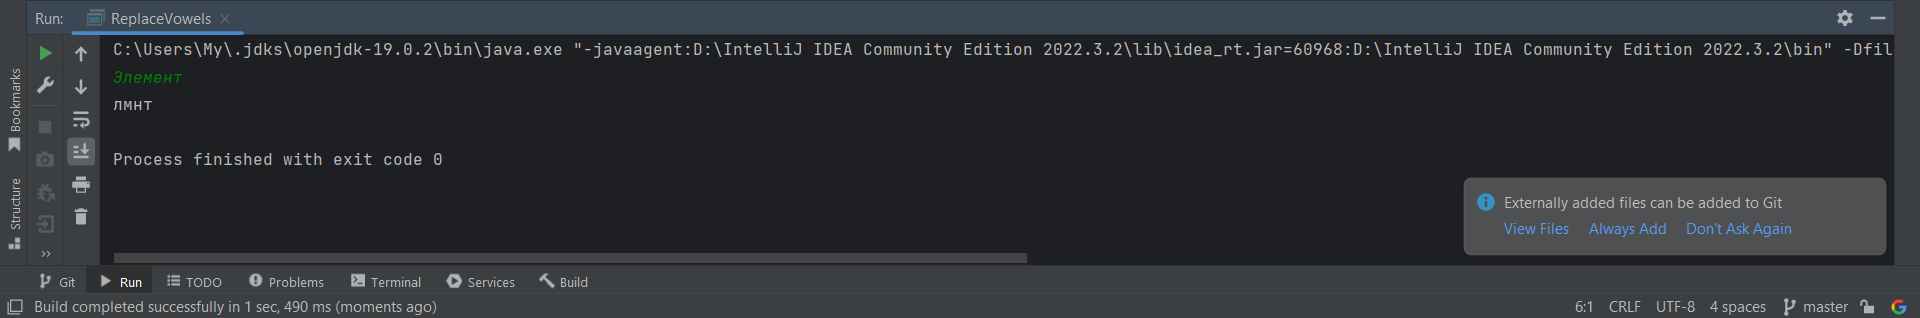 Run: ReplaceVowels
C:\Users\My\.jdks\openjdk-19.0.2\bin\java.exe "-javaagent:D:\IntelliJ IDEA Community Edition 2022.3.2\lib\idea_rt.jar=60968:D:\IntelliJ IDEA Community Edition 2022.3.2\bin" -Dfil
Элемент
лмнт
Process finished with exit code 0
Bookmarks
Structure
Externally added files can be added to Git
View Files Always Add Don't Ask Again
Git Run TODO Problems Terminal Services Build
Build completed successfully in 1 sec, 490 ms (moments ago) 6:1 CRLF UTF-8 4 spaces master